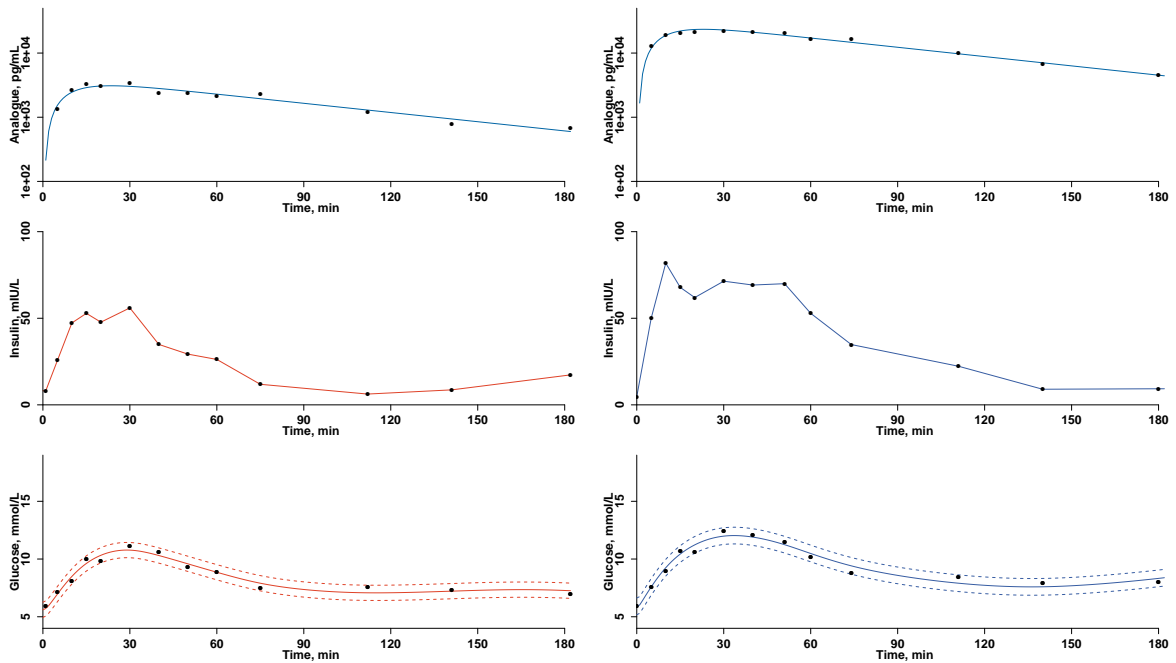 Analogue, pg/mL
1e+02 1e+03 1e+04
0 30 60 90 120 150 180
Time, min
Analogue, pg/mL
1e+02 1e+03 1e+04
0 30 60 90 120 150 180
Time, min
Insulin, mIU/L
0 50 100
0 30 60 90 120 150 180
Time, min
Insulin, mIU/L
0 50 100
0 30 60 90 120 150 180
Time, min
Glucose, mmol/L
5 10 15
0 30 60 90 120 150 180
Time, min
Glucose, mmol/L
5 10 15
0 30 60 90 120 150 180
Time, min